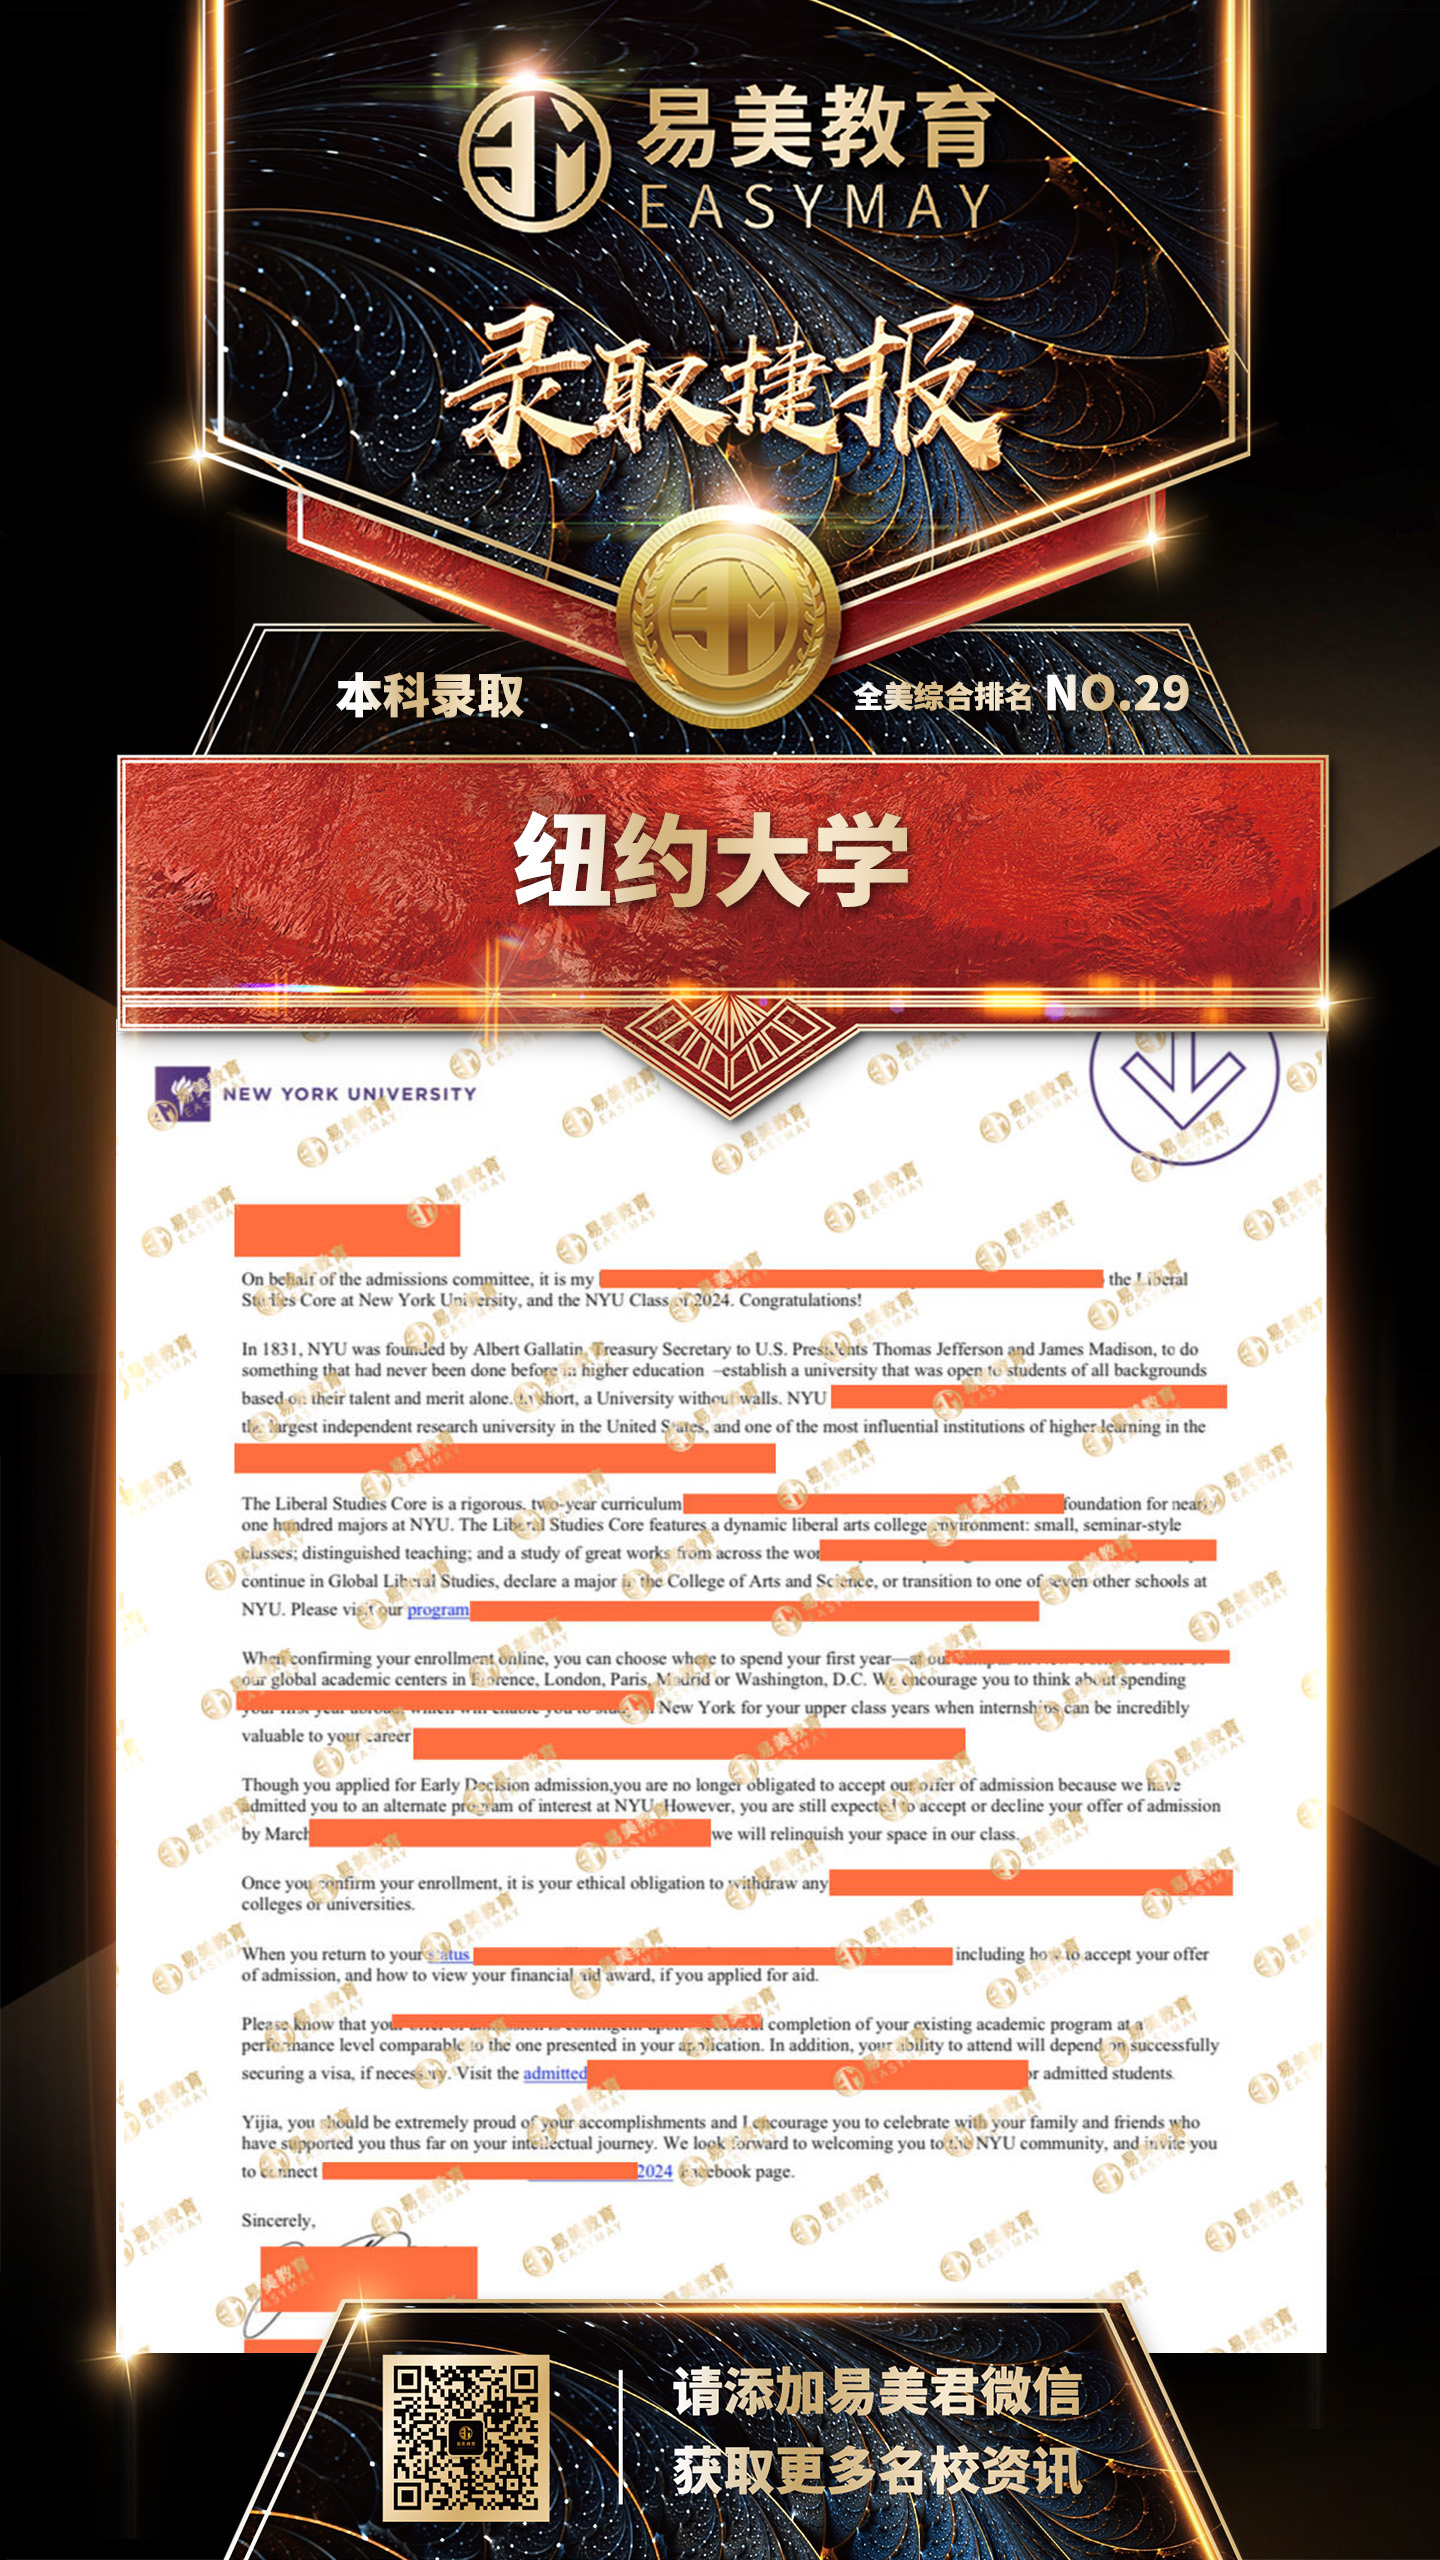 易美教育
EASYMAY
录取捷报
本科录取
全美综合排名 NO.29
纽约大学
NEW YORK UNIVERSITY
On behalf of the admissions committee, it is my
the Liberal
Studies Core at New York University, and the NYU Class of 2024. Congratulations!
In 1831, NYU was founded by Albert Gallatin, Treasury Secretary to U.S. Presidents Thomas Jefferson and James Madison, to do
something that had never been done before in higher education –establish a university that was open to students of all backgrounds
based on their talent and merit alone. In short, a University without walls. NYU
the largest independent research university in the United States, and one of the most influential institutions of higher learning in the
The Liberal Studies Core is a rigorous, two-year curriculum
foundation for nearly
one hundred majors at NYU. The Liberal Studies Core features a dynamic liberal arts college environment: small, seminar-style
classes; distinguished teaching; and a study of great works from across the wor
continue in Global Liberal Studies, declare a major in the College of Arts and Science, or transition to one of seven other schools at
NYU. Please visit our program
When confirming your enrollment online, you can choose where to spend your first year—at our
our global academic centers in Florence, London, Paris, Madrid or Washington, D.C. We encourage you to think about spending
New York for your upper class years when internships can be incredibly
valuable to your career
Though you applied for Early Decision admission,you are no longer obligated to accept our offer of admission because we have
admitted you to an alternate program of interest at NYU. However, you are still expected to accept or decline your offer of admission
by March
we will relinquish your space in our class.
Once you confirm your enrollment, it is your ethical obligation to withdraw any
colleges or universities.
When you return to your status
including how to accept your offer
of admission, and how to view your financial aid award, if you applied for aid.
Please know that your
completion of your existing academic program at a
performance level comparable to the one presented in your application. In addition, your ability to attend will depend on successfully
securing a visa, if necessary. Visit the admitted
or admitted students.
Yijia, you should be extremely proud of your accomplishments and I encourage you to celebrate with your family and friends who
have supported you thus far on your intellectual journey. We look forward to welcoming you to the NYU community, and invite you
to connect
2024 Facebook page.
Sincerely,
请添加易美君微信
获取更多名校资讯